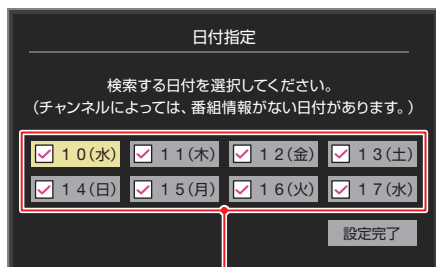 日付指定
検索する日付を選択してください。
(チャンネルによっては、番組情報がない日付があります。)
10(水) 11(木) 12(金) 13(土)
14(日) 15(月) 16(火) 17(水)
設定完了